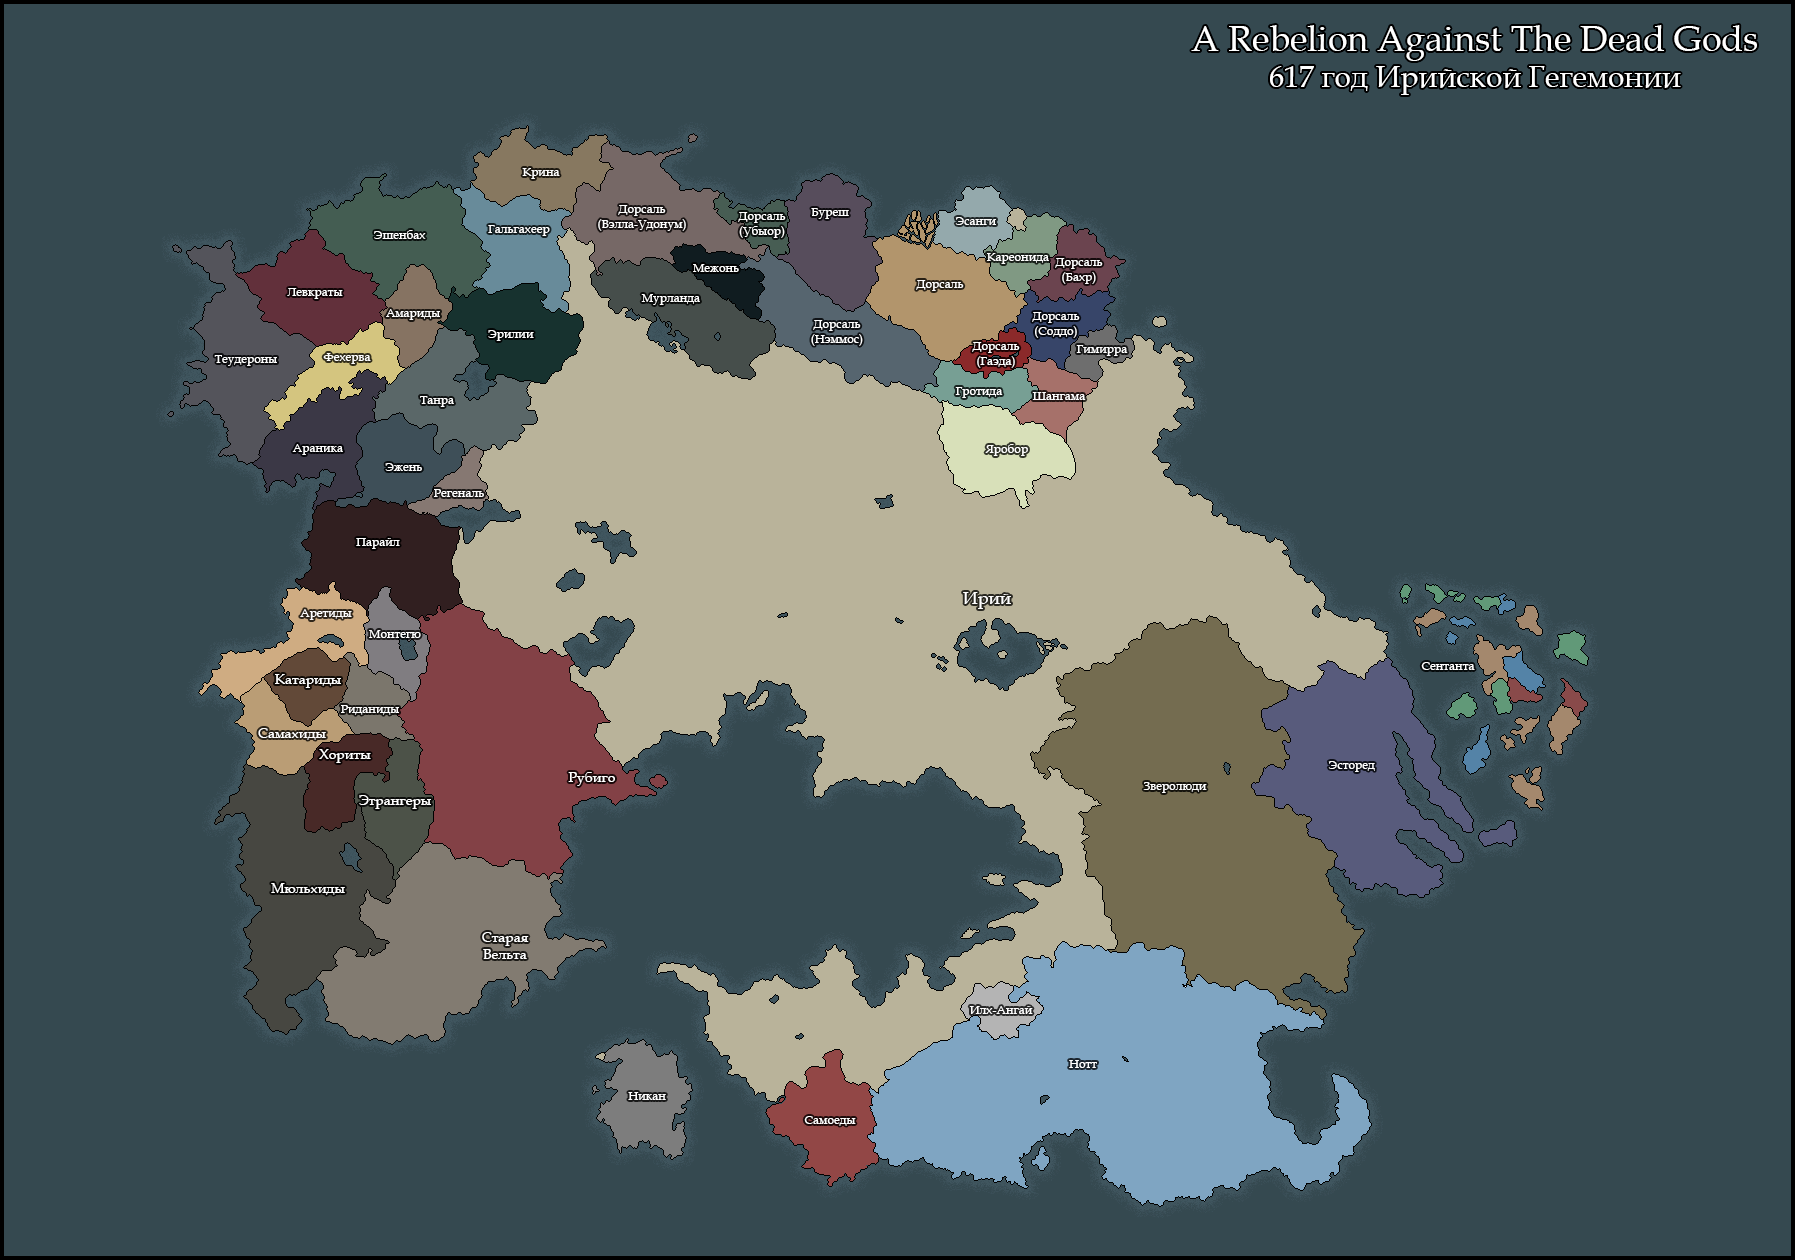 A Rebelion Against The Dead Gods
617 год Ирийской Гегемонии
Крина
Дорсаль
(Вэлла-Удонум)
Дорсаль
(Убыор)
Буреш
Эсанги
Гальгахеер
Эшенбах
Кареонида
Дорсаль
(Бахр)
Межонь
Дорсаль
Левкраты
Мурланда
Амариды
Дорсаль
(Соддо)
Эрилии
Дорсаль
(Нэммос)
Дорсаль
(Гаэда)
Гимирра
Теудероны
Фехерва
Гротида
Шангама
Танра
Араника
Яробор
Эжень
Регеналь
Парайл
Ирий
Аретиды
Монтегю
Сентанта
Катариды
Риданиды
Самахиды
Хориты
Эсторед
Рубиго
Зверолюди
Этрангеры
Мюльхиды
Старая
Вельта
Илх-Ангай
Нотт
Никан
Самоеды